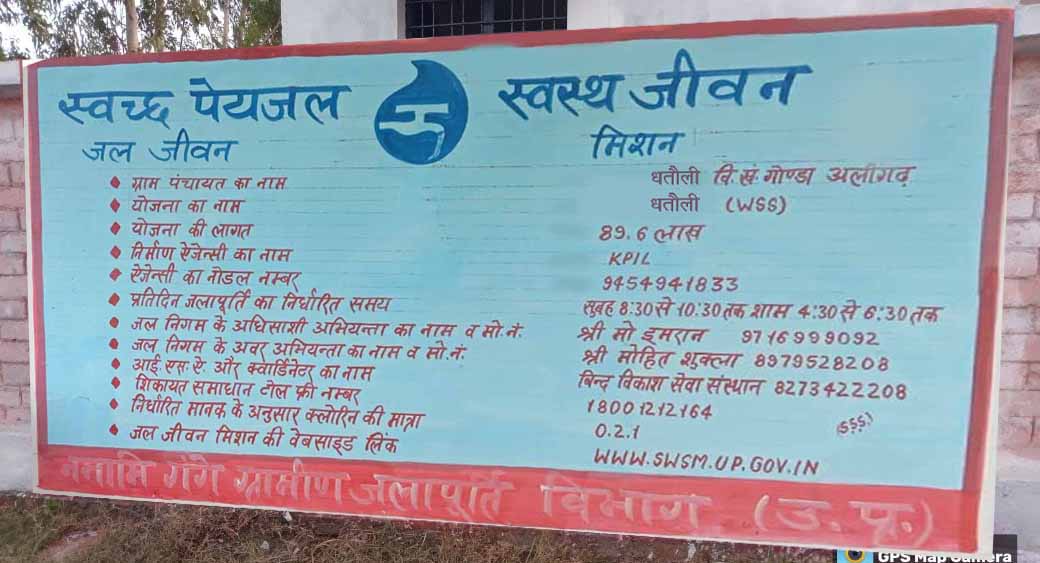 स्वच्छ पेयजल स्वस्थ जीवन
जल जीवन मिशन
ग्राम पंचायत का नाम धतौली वि.खं. गोण्डा अलीगढ़
योजना का नाम धतौली (WSS)
योजना की लागत 89.6 लाख
निर्माण ऐजेन्सी का नाम KPIL
ऐजेन्सी का नोडल नम्बर 9454941833
प्रतिदिन जलापूर्ति का निर्धारित समय सुबह 8:30 से 10:30 तक शाम 4:30 से 6:30 तक
जल निगम के अधिसाशी अभियन्ता का नाम व मो.नं. श्री मो इमरान 9716999092
जल निगम के अवर अभियन्ता का नाम व मो.नं. श्री मोहित शुक्ला 8979528208
आई.एस.ऐ. और क्वार्डिनेटर का नाम बिन्द विकाश सेवा संस्थान 8273422208
शिकायत समाधान टोल फ्री नम्बर 18001212164
निर्धारित मानक के अनुसार क्लोरिन की मात्रा 0.2.1
जल जीवन मिशन की वेबसाइड लिंक WWW.SWSM.UP.GOV.IN
नमामि गंगे ग्रामीण जलापूर्ति विभाग (उ.प्र.)
GPS Map Camera